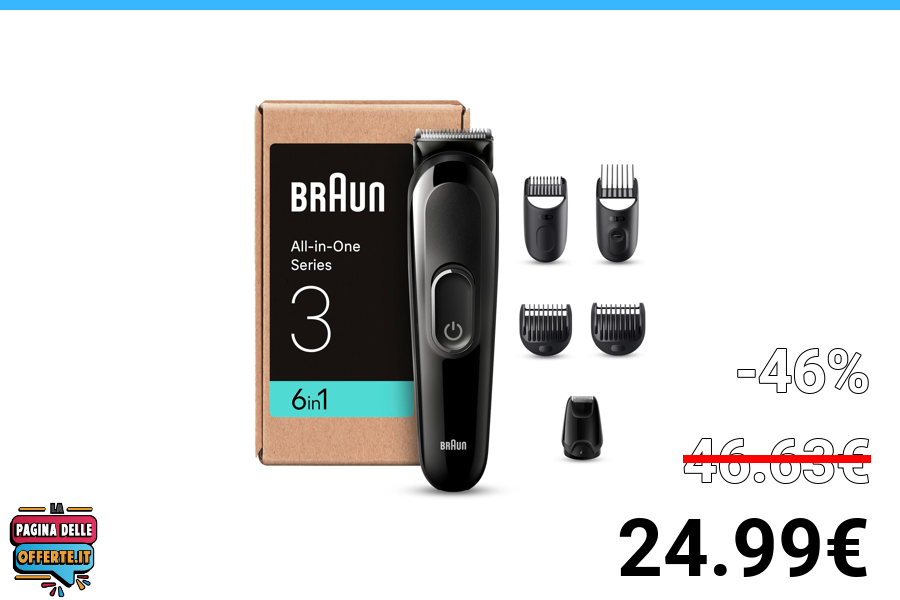 BRAUN
All-in-One
Series
3
6in1
BRAUN
-46%
46.63€
24.99€
LA
PAGINA DELLE
OFFERTE.IT